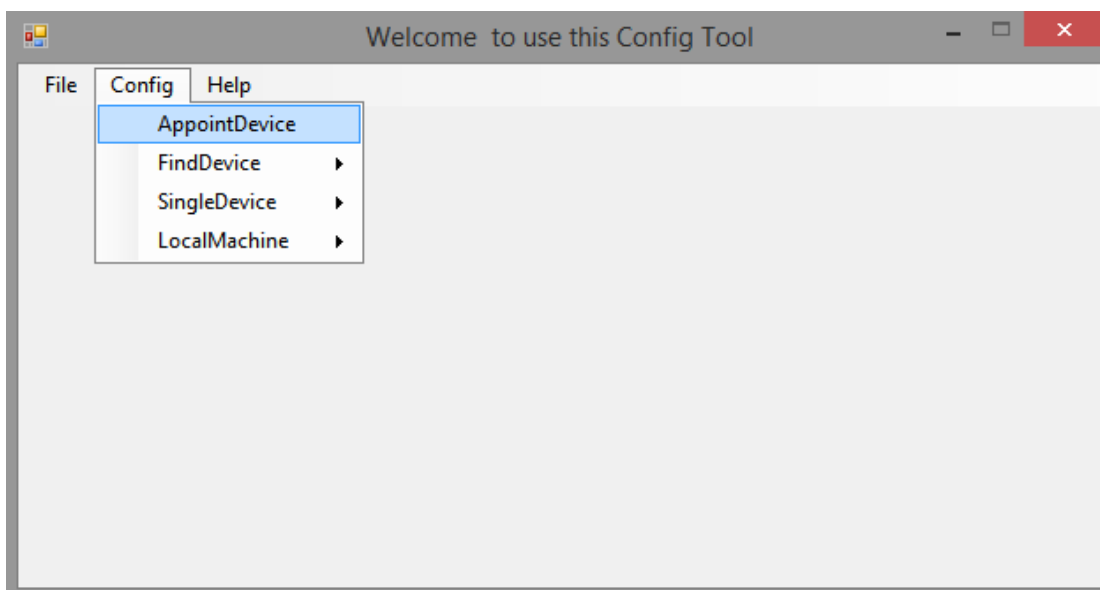 Welcome  to use this Config Tool
File Config Help
AppointDevice
FindDevice
SingleDevice
LocalMachine